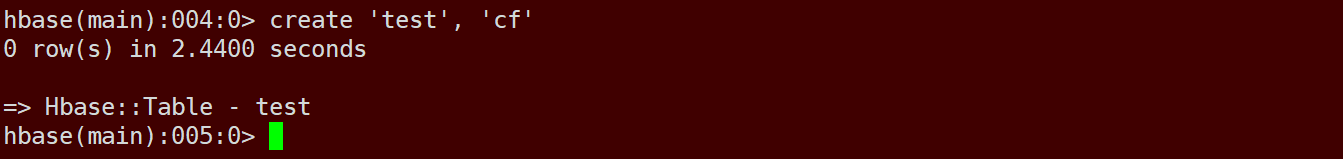 hbase(main):004:0> create 'test', 'cf'
0 row(s) in 2.4400 seconds
=> Hbase::Table - test
hbase(main):005:0>